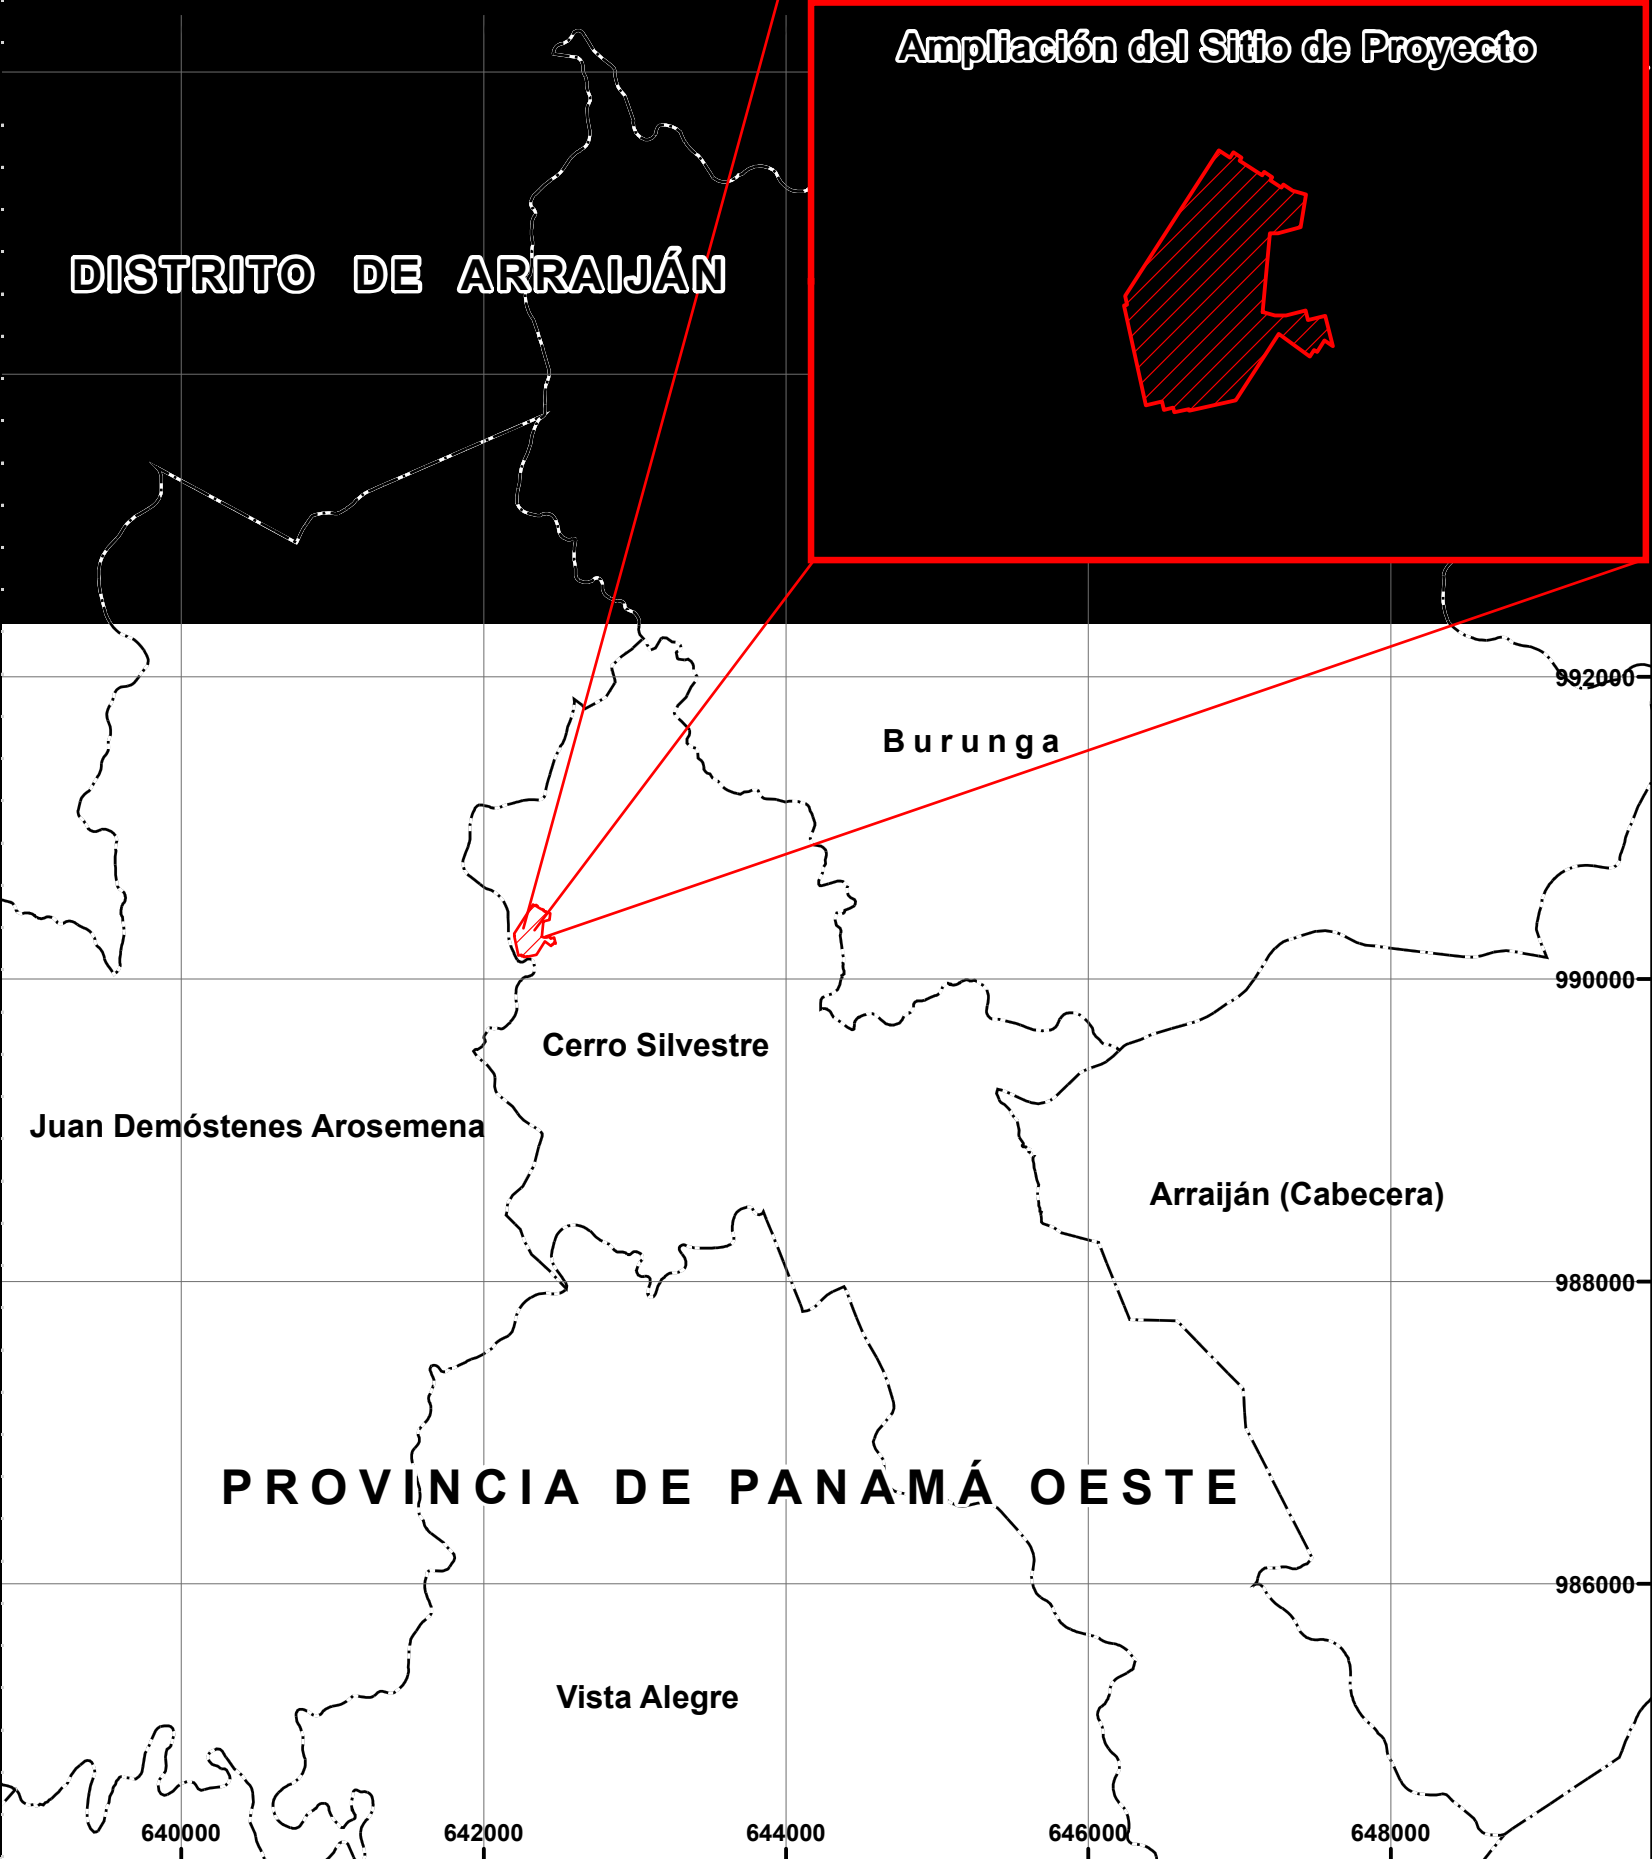 Ampliación del Sitio de Proyecto
DISTRITO DE ARRAIJÁN
992000
Burunga
990000
Cerro Silvestre
Juan Demóstenes Arosemena
Arraiján (Cabecera)
988000
PROVINCIA DE PANAMÁ OESTE
986000
Vista Alegre
640000 642000 644000 646000 648000